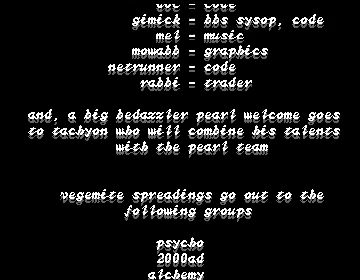 = code
gimick = bbs sysop, code
mel = music
mowabb = graphics
netrunner = code
rabbi = trader
and, a big bedazzler pearl welcome goes
to tachyon who will combine his talents
with the pearl team
vegemite spreadings go out to the
following groups
psycho
2000ad
alchemy